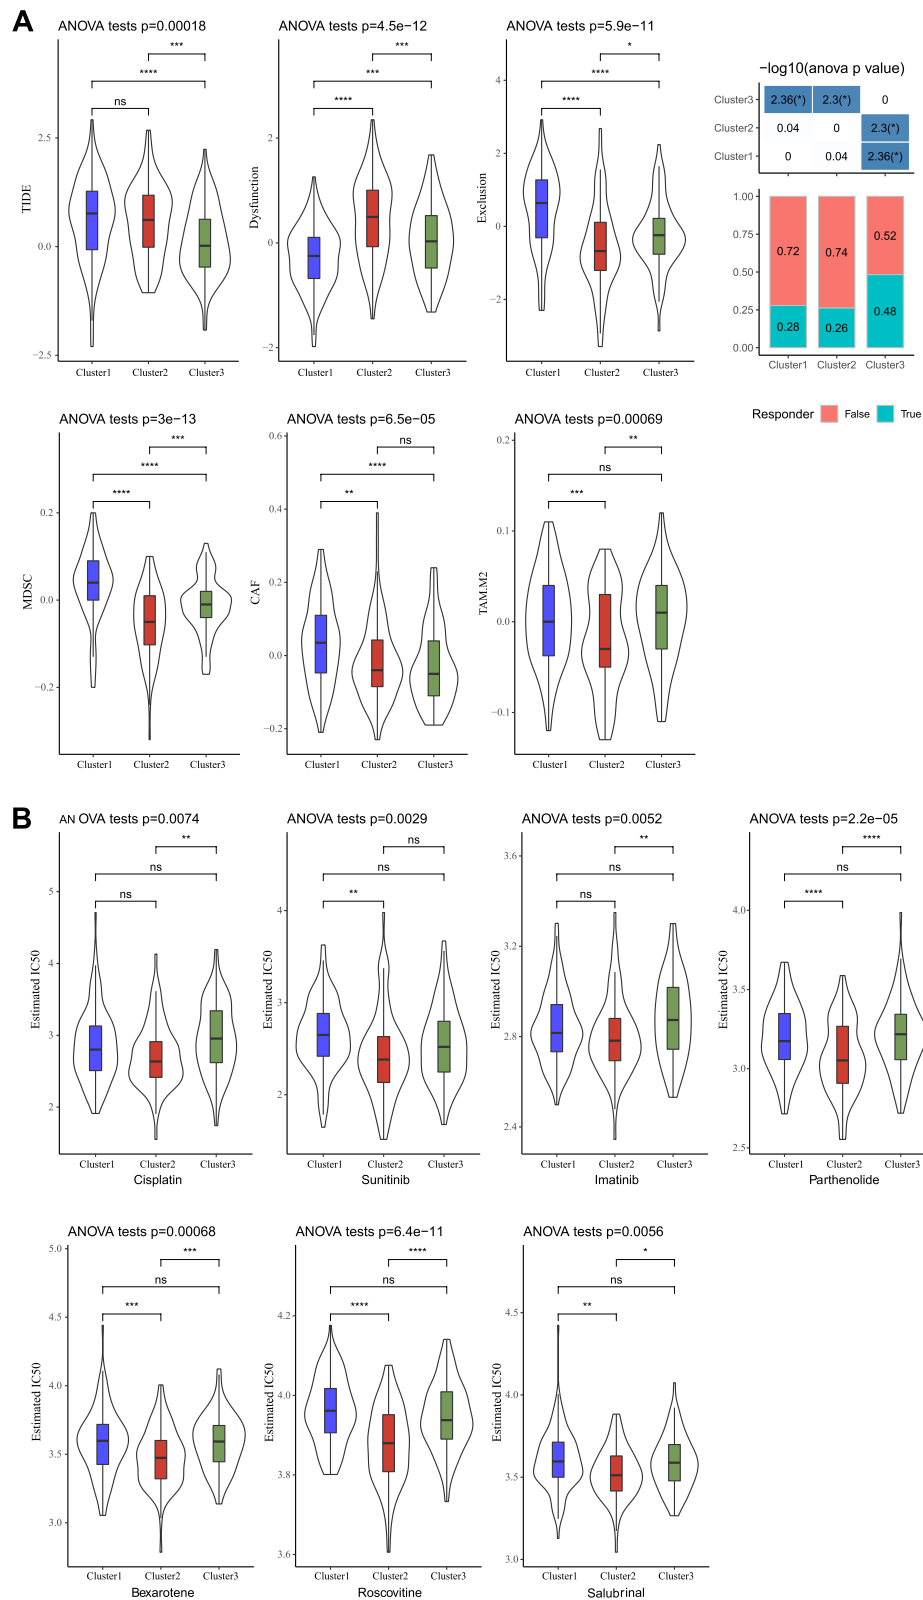 A
ANOVA tests p=0.00018
TIDE
2.5
0.0
−2.5
ns
****
***
Cluster1 Cluster2 Cluster3
ANOVA tests p=4.5e−12
Dysfunction
2
0
−2
****
***
***
Cluster1 Cluster2 Cluster3
ANOVA tests p=5.9e−11
Exclusion
4
2
0
−2
****
****
*
Cluster1 Cluster2 Cluster3
−log10(anova p value)
Cluster3 2.36(*) 2.3(*) 0
Cluster2 0.04 0 2.3(*)
Cluster1 0 0.04 2.36(*)
1.00
0.75
0.50
0.25
0.00
0.72 0.74 0.52
0.28 0.26 0.48
Cluster1 Cluster2 Cluster3
Responder False True
ANOVA tests p=3e−13
MDSC
0.2
0.0
−0.2
***
****
****
Cluster1 Cluster2 Cluster3
ANOVA tests p=6.5e−05
CAF
0.6
0.4
0.2
0.0
−0.2
ns
****
**
Cluster1 Cluster2 Cluster3
ANOVA tests p=0.00069
TAM.M2
0.2
0.1
0.0
−0.1
**
ns
***
Cluster1 Cluster2 Cluster3
B
AN OVA tests p=0.0074
Estimated IC50
5
4
3
2
**
ns
ns
Cluster1 Cluster2 Cluster3
Cisplatin
ANOVA tests p=0.0029
Estimated IC50
4
3
2
ns
ns
**
Cluster1 Cluster2 Cluster3
Sunitinib
ANOVA tests p=0.0052
Estimated IC50
3.6
3.2
2.8
2.4
**
ns
ns
Cluster1 Cluster2 Cluster3
Imatinib
ANOVA tests p=2.2e−05
Estimated IC50
4.0
3.5
3.0
2.5
****
ns
****
Cluster1 Cluster2 Cluster3
Parthenolide
ANOVA tests p=0.00068
Estimated IC50
5.0
4.5
4.0
3.5
3.0
***
ns
***
Cluster1 Cluster2 Cluster3
Bexarotene
ANOVA tests p=6.4e−11
Estimated IC50
4.2
4.0
3.8
3.6
****
ns
****
Cluster1 Cluster2 Cluster3
Roscovitine
ANOVA tests p=0.0056
Estimated IC50
4.5
4.0
3.5
3.0
*
ns
**
Cluster1 Cluster2 Cluster3
Salubrinal